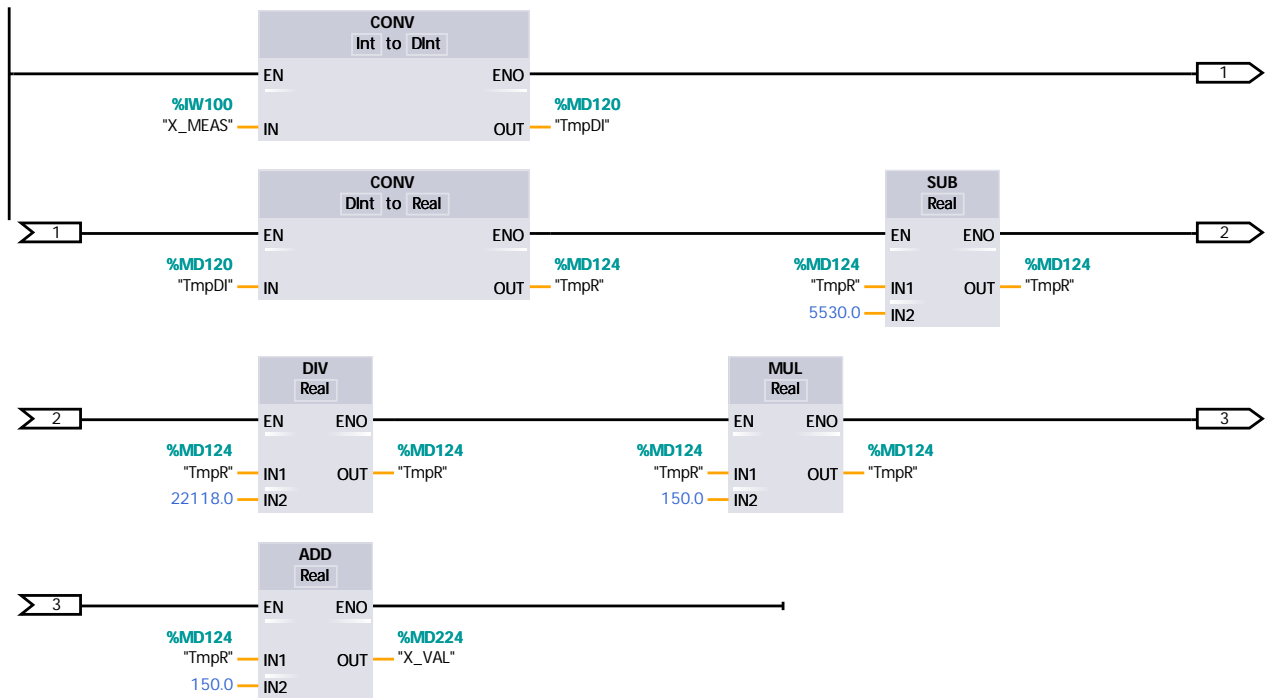 CONV
Int to DInt
EN ENO 1
%IW100 %MD120
"X_MEAS" IN OUT "TmpDI"
CONV SUB
DInt to Real Real
1 EN ENO EN ENO 2
%MD120 %MD124 %MD124 %MD124
"TmpDI" IN OUT "TmpR" "TmpR" IN1 OUT "TmpR"
5530.0 IN2
DIV MUL
Real Real
2 EN ENO EN ENO 3
%MD124 %MD124 %MD124 %MD124
"TmpR" IN1 OUT "TmpR" "TmpR" IN1 OUT "TmpR"
22118.0 IN2 150.0 IN2
ADD
Real
3 EN ENO
%MD124 %MD224
"TmpR" IN1 OUT "X_VAL"
150.0 IN2